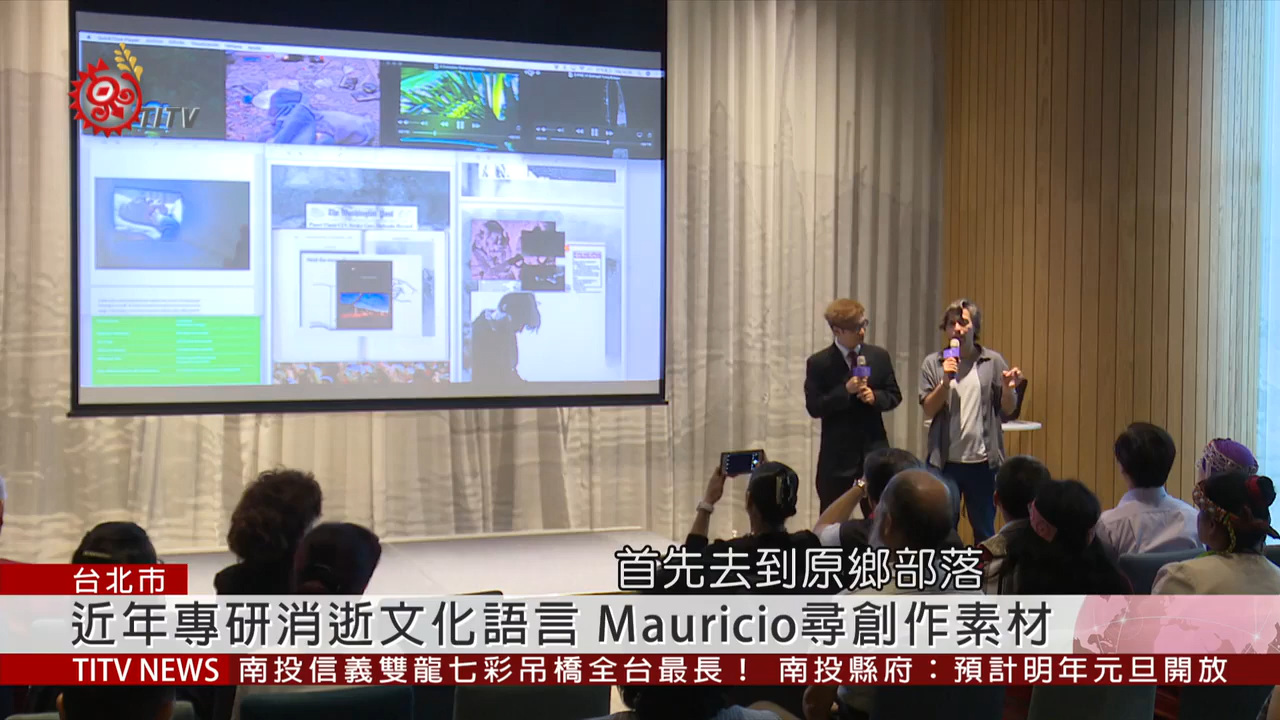 TITV
The Washington Post
首先去到原鄉部落
台北市
近年專研消逝文化語言 Mauricio尋創作素材
TITV NEWS 南投信義雙龍七彩吊橋全台最長！ 南投縣府：預計明年元旦開放